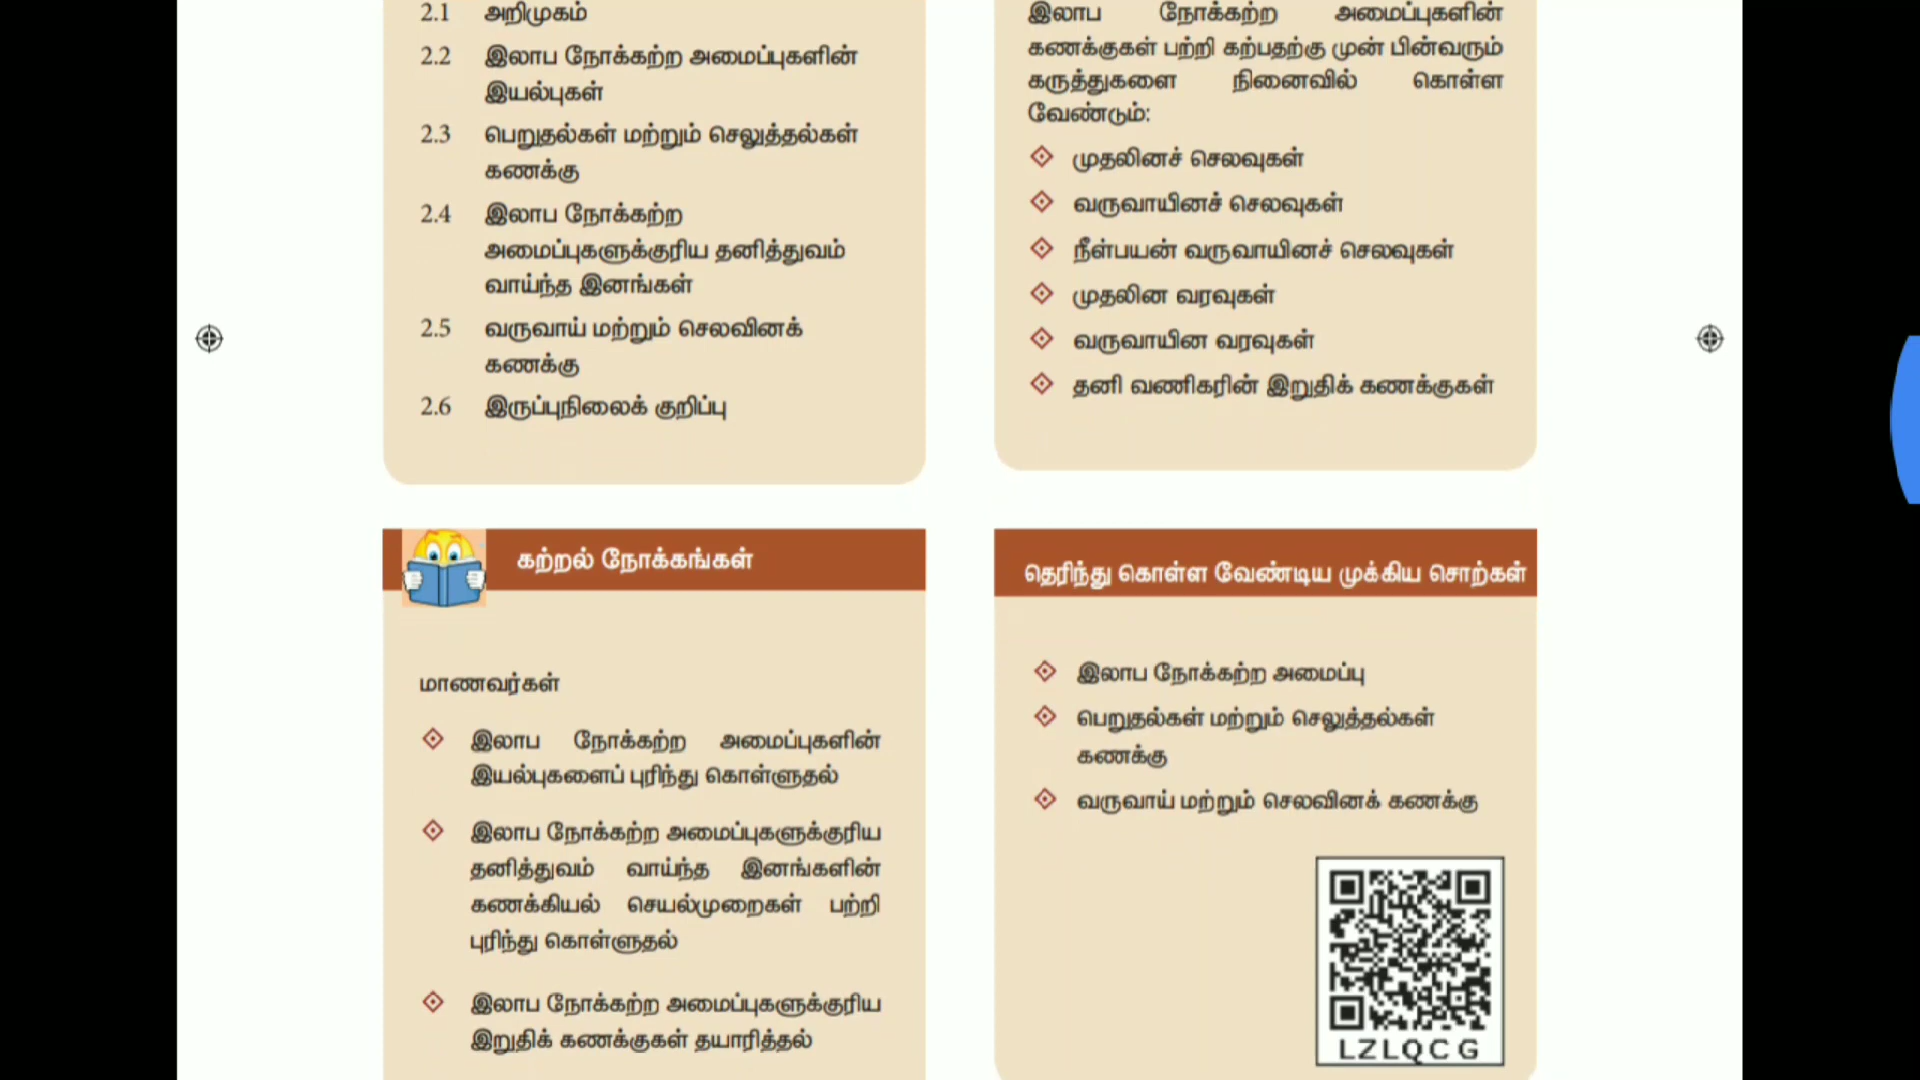 2.1 அறிமுகம்
2.2 இலாப நோக்கற்ற அமைப்புகளின்
இயல்புகள்
2.3 பெறுதல்கள் மற்றும் செலுத்தல்கள்
கணக்கு
2.4 இலாப நோக்கற்ற
அமைப்புகளுக்குரிய தனித்துவம்
வாய்ந்த இனங்கள்
2.5 வருவாய் மற்றும் செலவினக்
கணக்கு
2.6 இருப்புநிலைக் குறிப்பு
இலாப நோக்கற்ற அமைப்புகளின்
கணக்குகள் பற்றி கற்பதற்கு முன் பின்வரும்
கருத்துகளை நினைவில் கொள்ள
வேண்டும்:
முதலினச் செலவுகள்
வருவாயினச் செலவுகள்
நீள்பயன் வருவாயினச் செலவுகள்
முதலின வரவுகள்
வருவாயின வரவுகள்
தனி வணிகரின் இறுதிக் கணக்குகள்
கற்றல் நோக்கங்கள்
மாணவர்கள்
இலாப நோக்கற்ற அமைப்புகளின்
இயல்புகளைப் புரிந்து கொள்ளுதல்
இலாப நோக்கற்ற அமைப்புகளுக்குரிய
தனித்துவம் வாய்ந்த இனங்களின்
கணக்கியல் செயல்முறைகள் பற்றி
புரிந்து கொள்ளுதல்
இலாப நோக்கற்ற அமைப்புகளுக்குரிய
இறுதிக் கணக்குகள் தயாரித்தல்
தெரிந்து கொள்ள வேண்டிய முக்கிய சொற்கள்
இலாப நோக்கற்ற அமைப்பு
பெறுதல்கள் மற்றும் செலுத்தல்கள்
கணக்கு
வருவாய் மற்றும் செலவினக் கணக்கு
LZLQCG